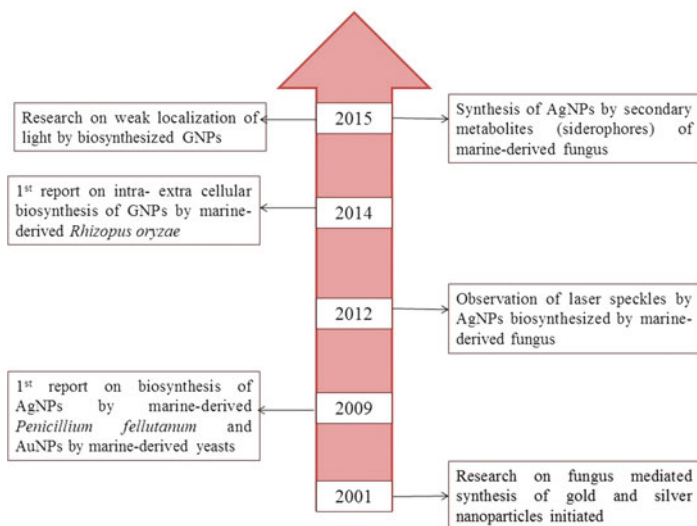 Research on weak localization of
light by biosynthesized GNPs
2015
Synthesis of AgNPs by secondary
metabolites (siderophores) of
marine-derived fungus
1st report on intra- extra cellular
biosynthesis of GNPs by marine-
derived Rhizopus oryzae
2014
2012
Observation of laser speckles by
AgNPs biosynthesized by marine-
derived fungus
1st report on biosynthesis of
AgNPs by marine-derived
Penicillium fellutanum and
AuNPs by marine-derived yeasts
2009
2001
Research on fungus mediated
synthesis of gold and silver
nanoparticles initiated